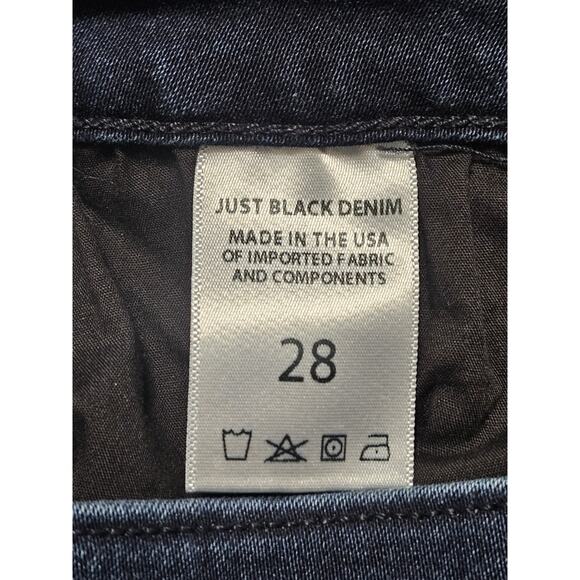 JUST BLACK DENIM
MADE IN THE USA
OF IMPORTED FABRIC
AND COMPONENTS
28